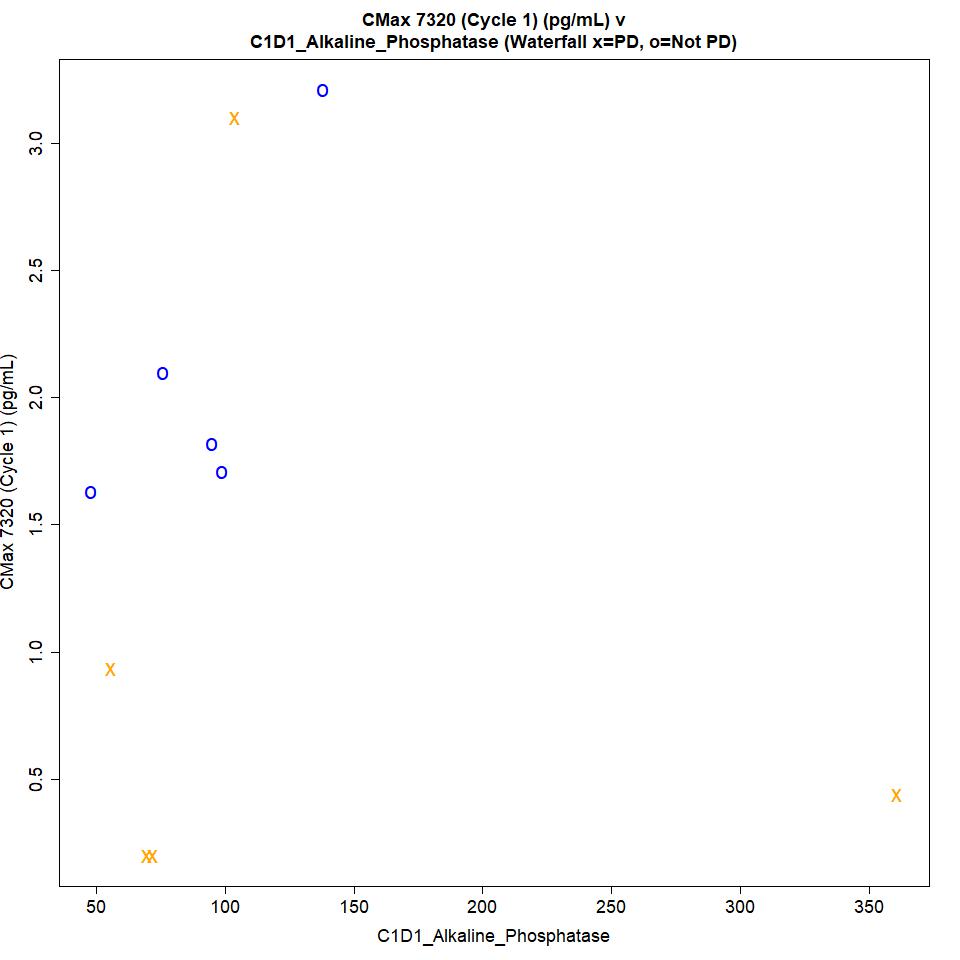 CMax 7320 (Cycle 1) (pg/mL) v
C1D1_Alkaline_Phosphatase (Waterfall x=PD, o=Not PD)
CMax 7320 (Cycle 1) (pg/mL)
3.0
2.5
2.0
1.5
1.0
0.5
O
X
O
O
O
O
X
X
XX
50 100 150 200 250 300 350
C1D1_Alkaline_Phosphatase